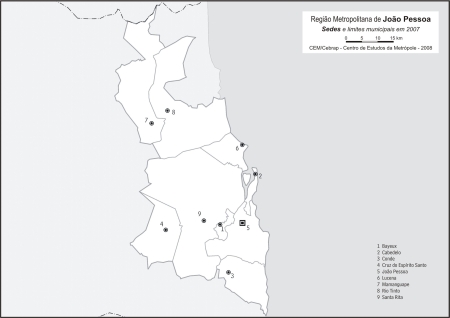 Região Metropolitana de João Pessoa
Sedes e limites municipais em 2007
0 5 10 15 km
CEM/Cebrap - Centro de Estudos da Metrópole - 2008
8
7
6
2
9
4
1
5
3
1 Bayeux
2 Cabedelo
3 Conde
4 Cruz do Espírito Santo
5 João Pessoa
6 Lucena
7 Mamanguape
8 Rio Tinto
9 Santa Rita